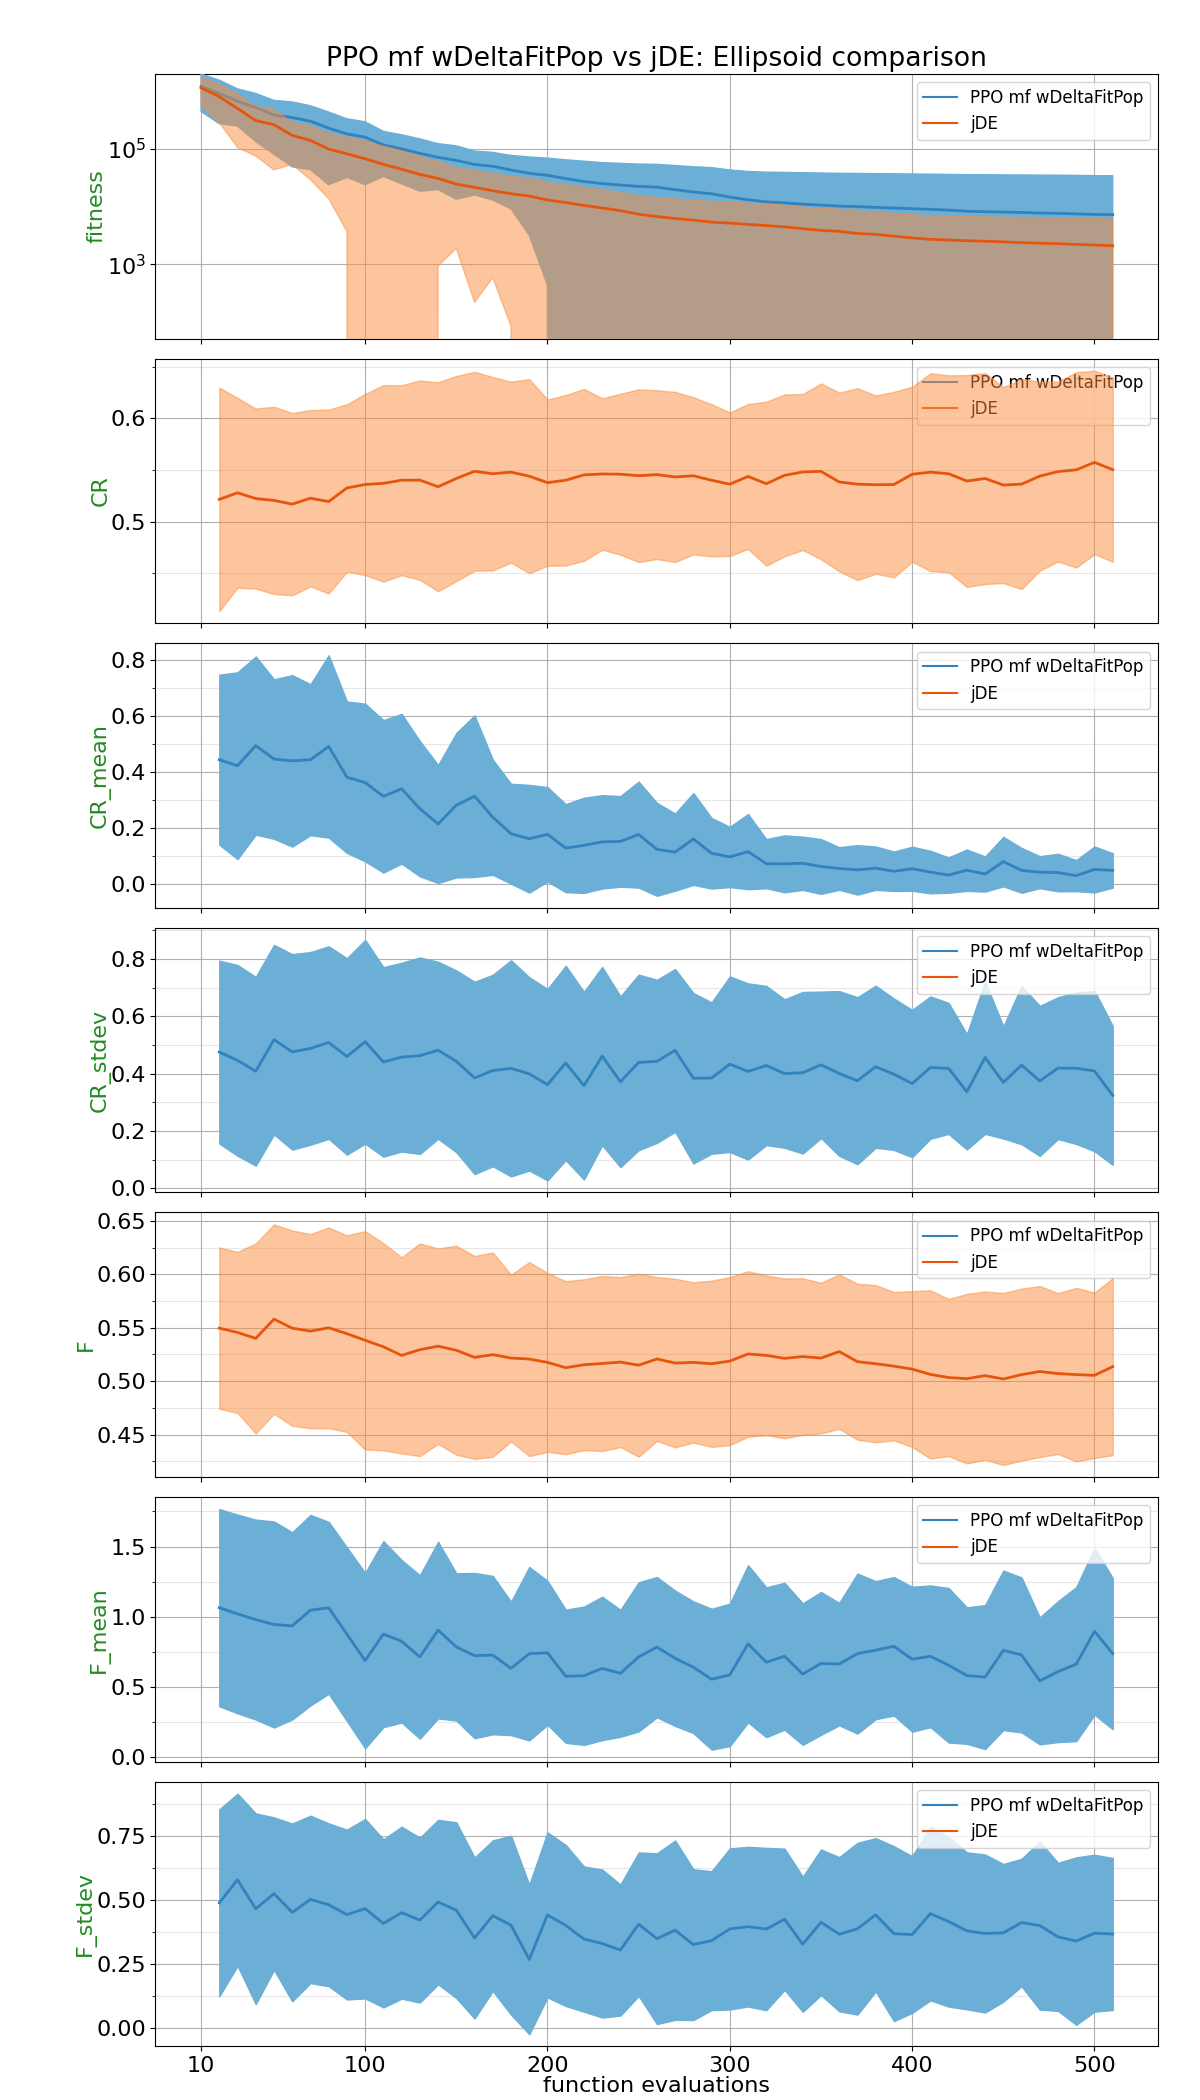 PPO mf wDeltaFitPop vs jDE: Ellipsoid comparison
fitness
10^5
10^3
PPO mf wDeltaFitPop
jDE
CR
0.6
0.5
PPO mf wDeltaFitPop
jDE
CR_mean
0.8
0.6
0.4
0.2
0.0
PPO mf wDeltaFitPop
jDE
CR_stdev
0.8
0.6
0.4
0.2
0.0
PPO mf wDeltaFitPop
jDE
F
0.65
0.60
0.55
0.50
0.45
PPO mf wDeltaFitPop
jDE
F_mean
1.5
1.0
0.5
0.0
PPO mf wDeltaFitPop
jDE
F_stdev
0.75
0.50
0.25
0.00
PPO mf wDeltaFitPop
jDE
10 100 200 300 400 500
function evaluations